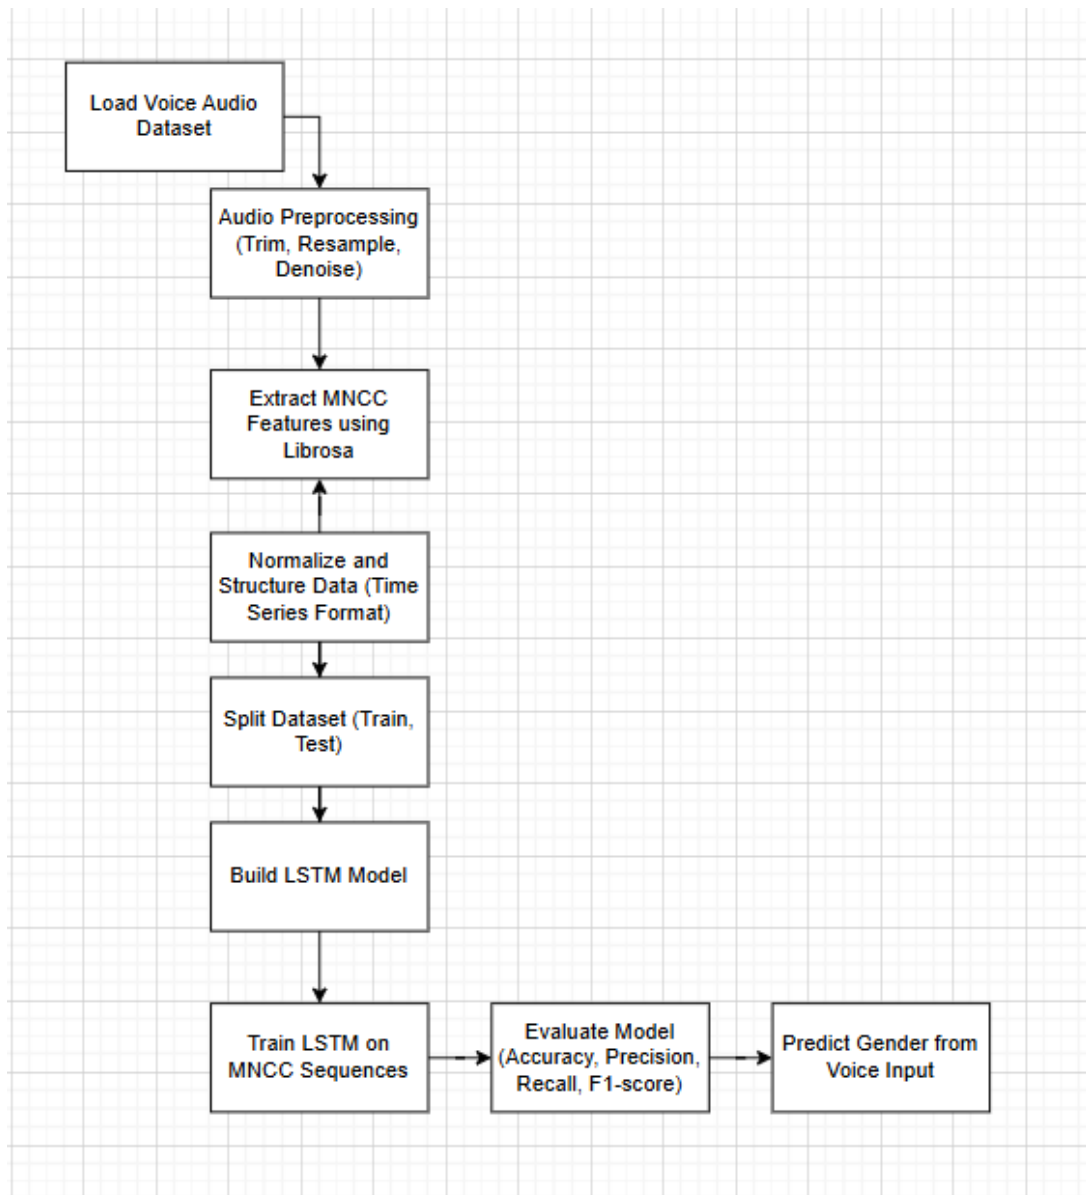 Load Voice Audio
Dataset
Audio Preprocessing
(Trim, Resample,
Denoise)
Extract MNCC
Features using
Librosa
Normalize and
Structure Data (Time
Series Format)
Split Dataset (Train,
Test)
Build LSTM Model
Train LSTM on
MNCC Sequences
Evaluate Model
(Accuracy, Precision,
Recall, F1-score)
Predict Gender from
Voice Input